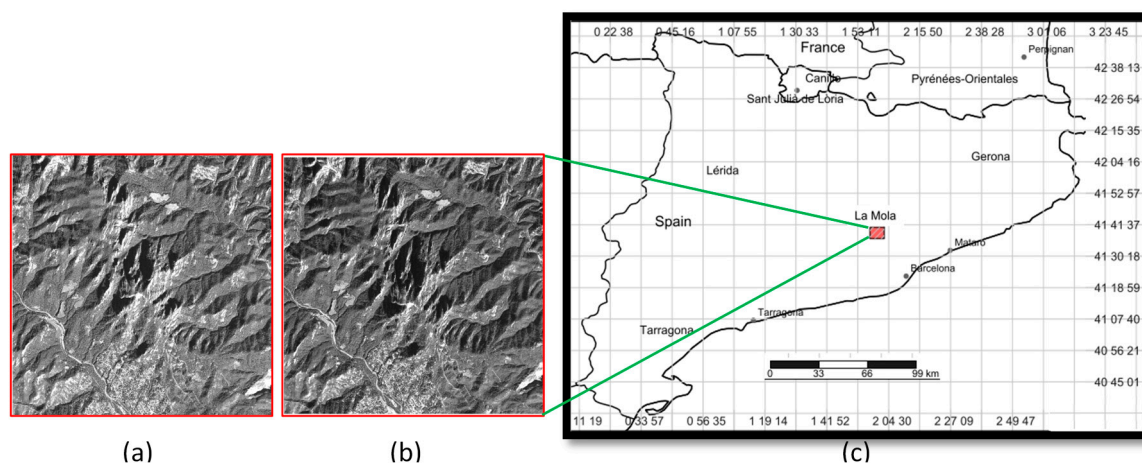 0 22 38 0 45 16 1 07 55 1 30 33 1 53 11 2 15 50 2 38 28 3 01 06 3 23 45
France
Perpignan
42 38 13
Canillo
Pyrénées-Orientales
Sant Julià de Lòria
42 26 54
42 15 35
Gerona
42 04 16
Lérida
41 52 57
La Mola
Spain
41 41 37
Mataró
41 30 18
Barcelona
41 18 59
Tarragona
41 07 40
Tarragona
40 56 21
0 33 66 99 km
40 45 01
11 19 0 33 57 0 56 35 1 19 14 1 41 52 2 04 30 2 27 09 2 49 47
(a) (b) (c)